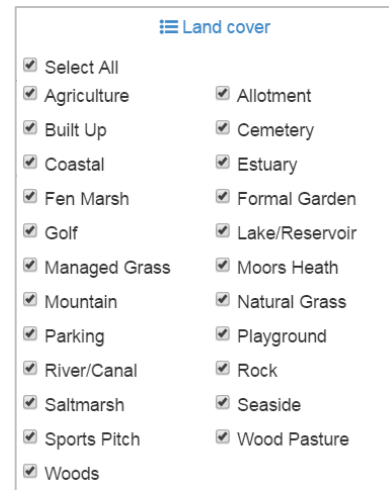 Land cover
Select All
Agriculture Allotment
Built Up Cemetery
Coastal Estuary
Fen Marsh Formal Garden
Golf Lake/Reservoir
Managed Grass Moors Heath
Mountain Natural Grass
Parking Playground
River/Canal Rock
Saltmarsh Seaside
Sports Pitch Wood Pasture
Woods